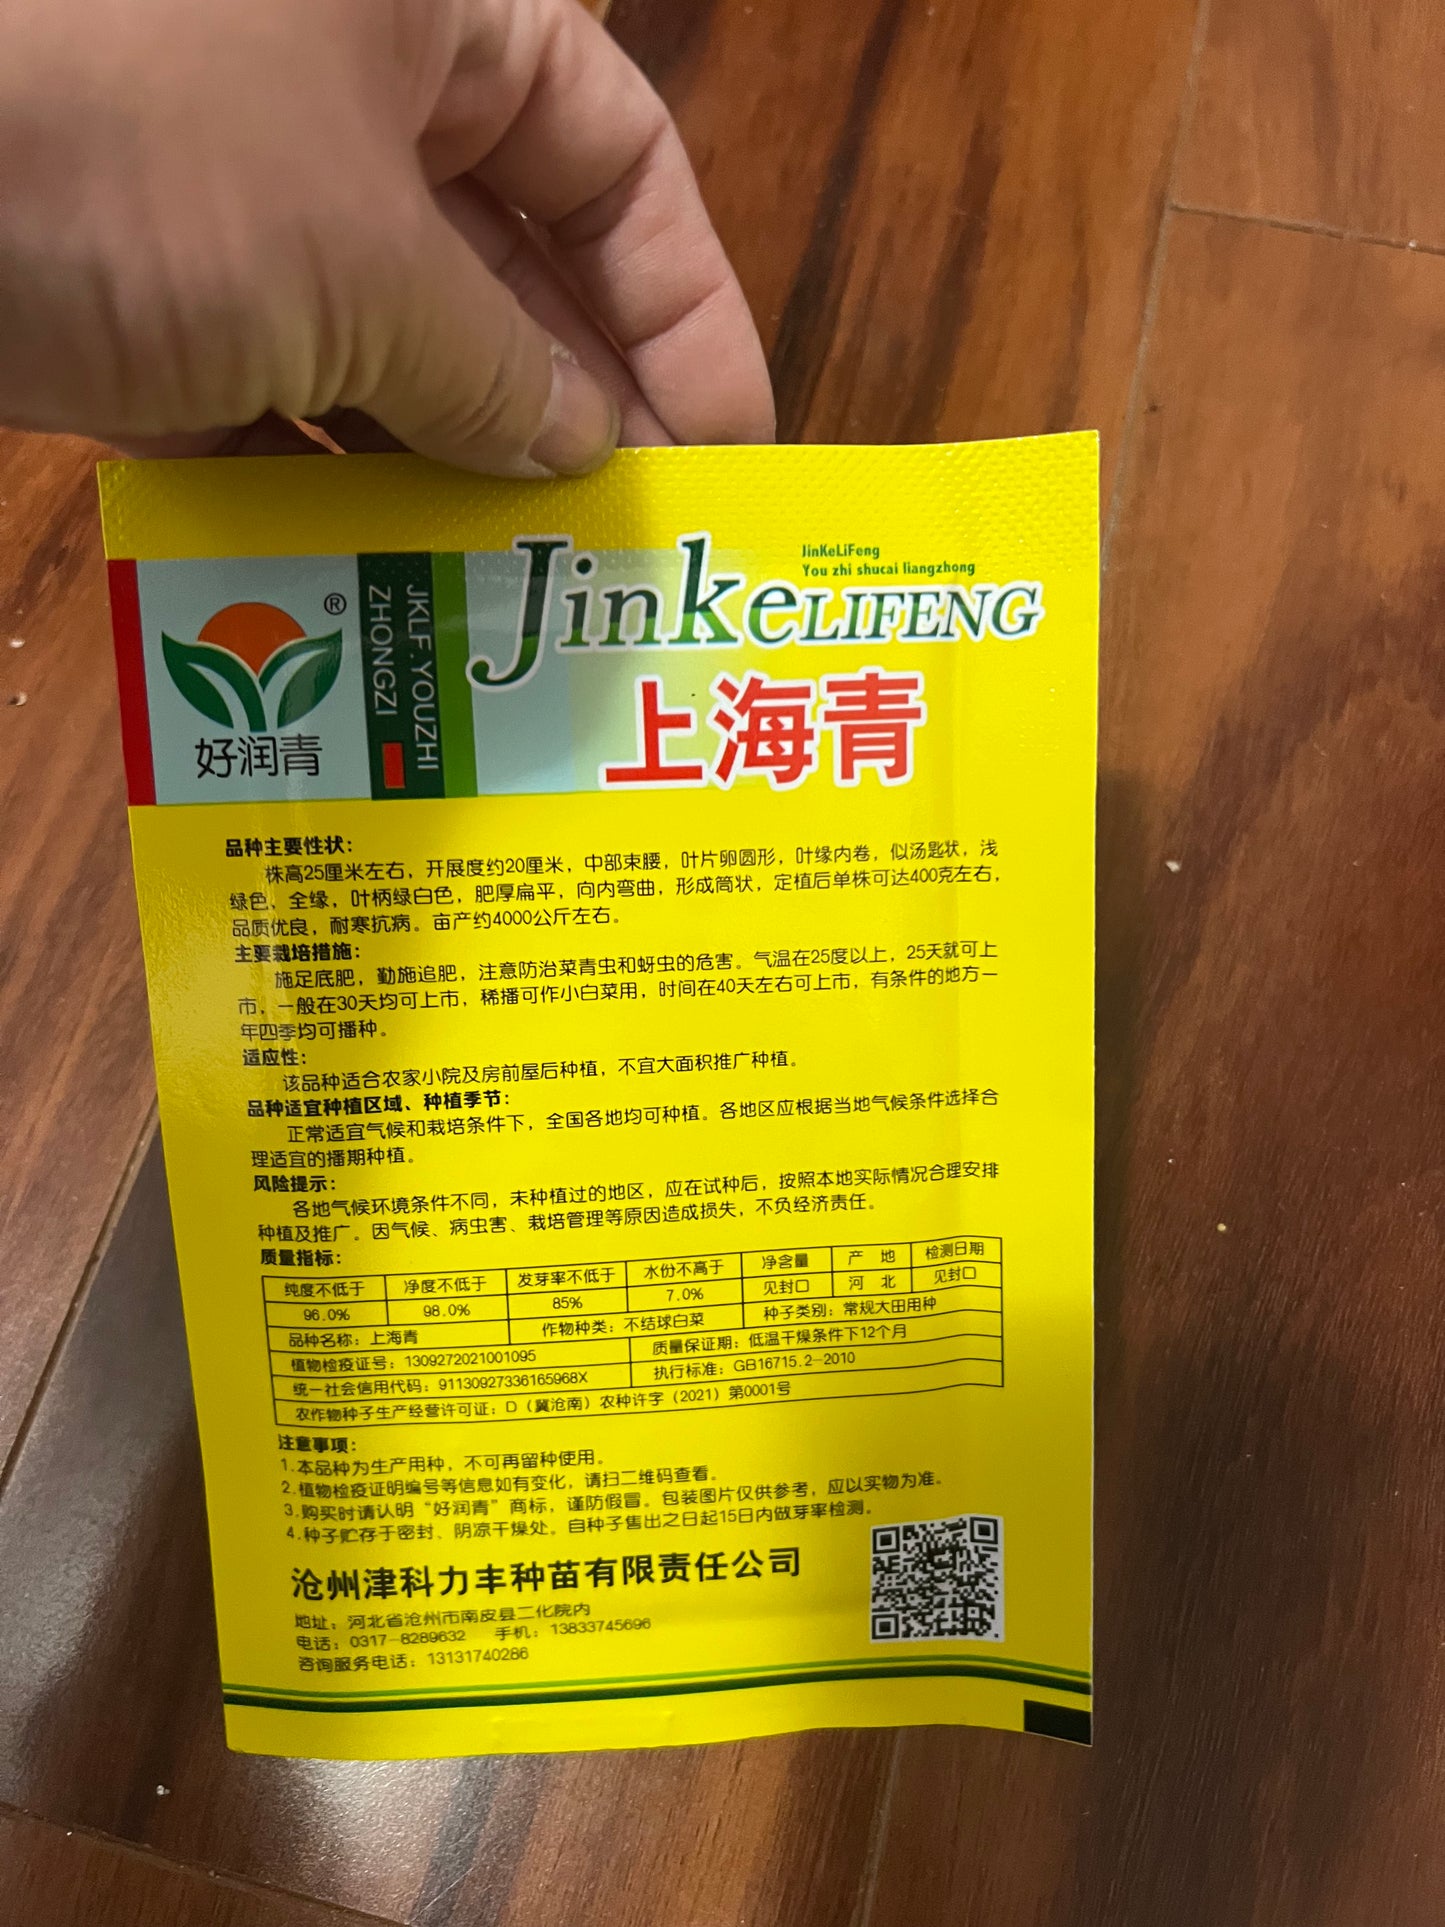 JinKeLiFeng
You zhi shucai liangzhong
JinkeLIFENG
®
JKLF.YOUZHI
ZHONGZI
好润青
上海青
品种主要性状：
株高25厘米左右，开展度约20厘米，中部束腰，叶片卵圆形，叶缘内卷，似汤匙状，浅
绿色，全缘，叶柄绿白色，肥厚扁平，向内弯曲，形成筒状，定植后单株可达400克左右，
品质优良，耐寒抗病。亩产约4000公斤左右。
主要栽培措施：
施足底肥，勤施追肥，注意防治菜青虫和蚜虫的危害。气温在25度以上，25天就可上
市，一般在30天均可上市，稀播可作小白菜用，时间在40天左右可上市，有条件的地方一
年四季均可播种。
适应性：
该品种适合农家小院及房前屋后种植，不宜大面积推广种植。
品种适宜种植区域、种植季节：
正常适宜气候和栽培条件下，全国各地均可种植。各地区应根据当地气候条件选择合
理适宜的播期种植。
风险提示：
各地气候环境条件不同，未种植过的地区，应在试种后，按照本地实际情况合理安排
种植及推广。因气候、病虫害、栽培管理等原因造成损失，不负经济责任。
质量指标：
纯度不低于 净度不低于 发芽率不低于 水份不高于 净含量 产 地 检测日期
96.0% 98.0% 85% 7.0% 见封口 河 北 见封口
品种名称：上海青 作物种类：不结球白菜 种子类别：常规大田用种
植物检疫证号：1309272021001095 质量保证期：低温干燥条件下12个月
统一社会信用代码：91130927336165968X 执行标准：GB16715.2-2010
农作物种子生产经营许可证：D（冀沧南）农种许字（2021）第0001号
注意事项：
1.本品种为生产用种，不可再留种使用。
2.植物检疫证明编号等信息如有变化，请扫二维码查看。
3.购买时请认明“好润青”商标，谨防假冒。包装图片仅供参考，应以实物为准。
4.种子贮存于密封、阴凉干燥处。自种子售出之日起15日内做芽率检测。
沧州津科力丰种苗有限责任公司
地址：河北省沧州市南皮县二化院内
电话：0317-8289632 手机：13833745696
咨询服务电话：13131740286